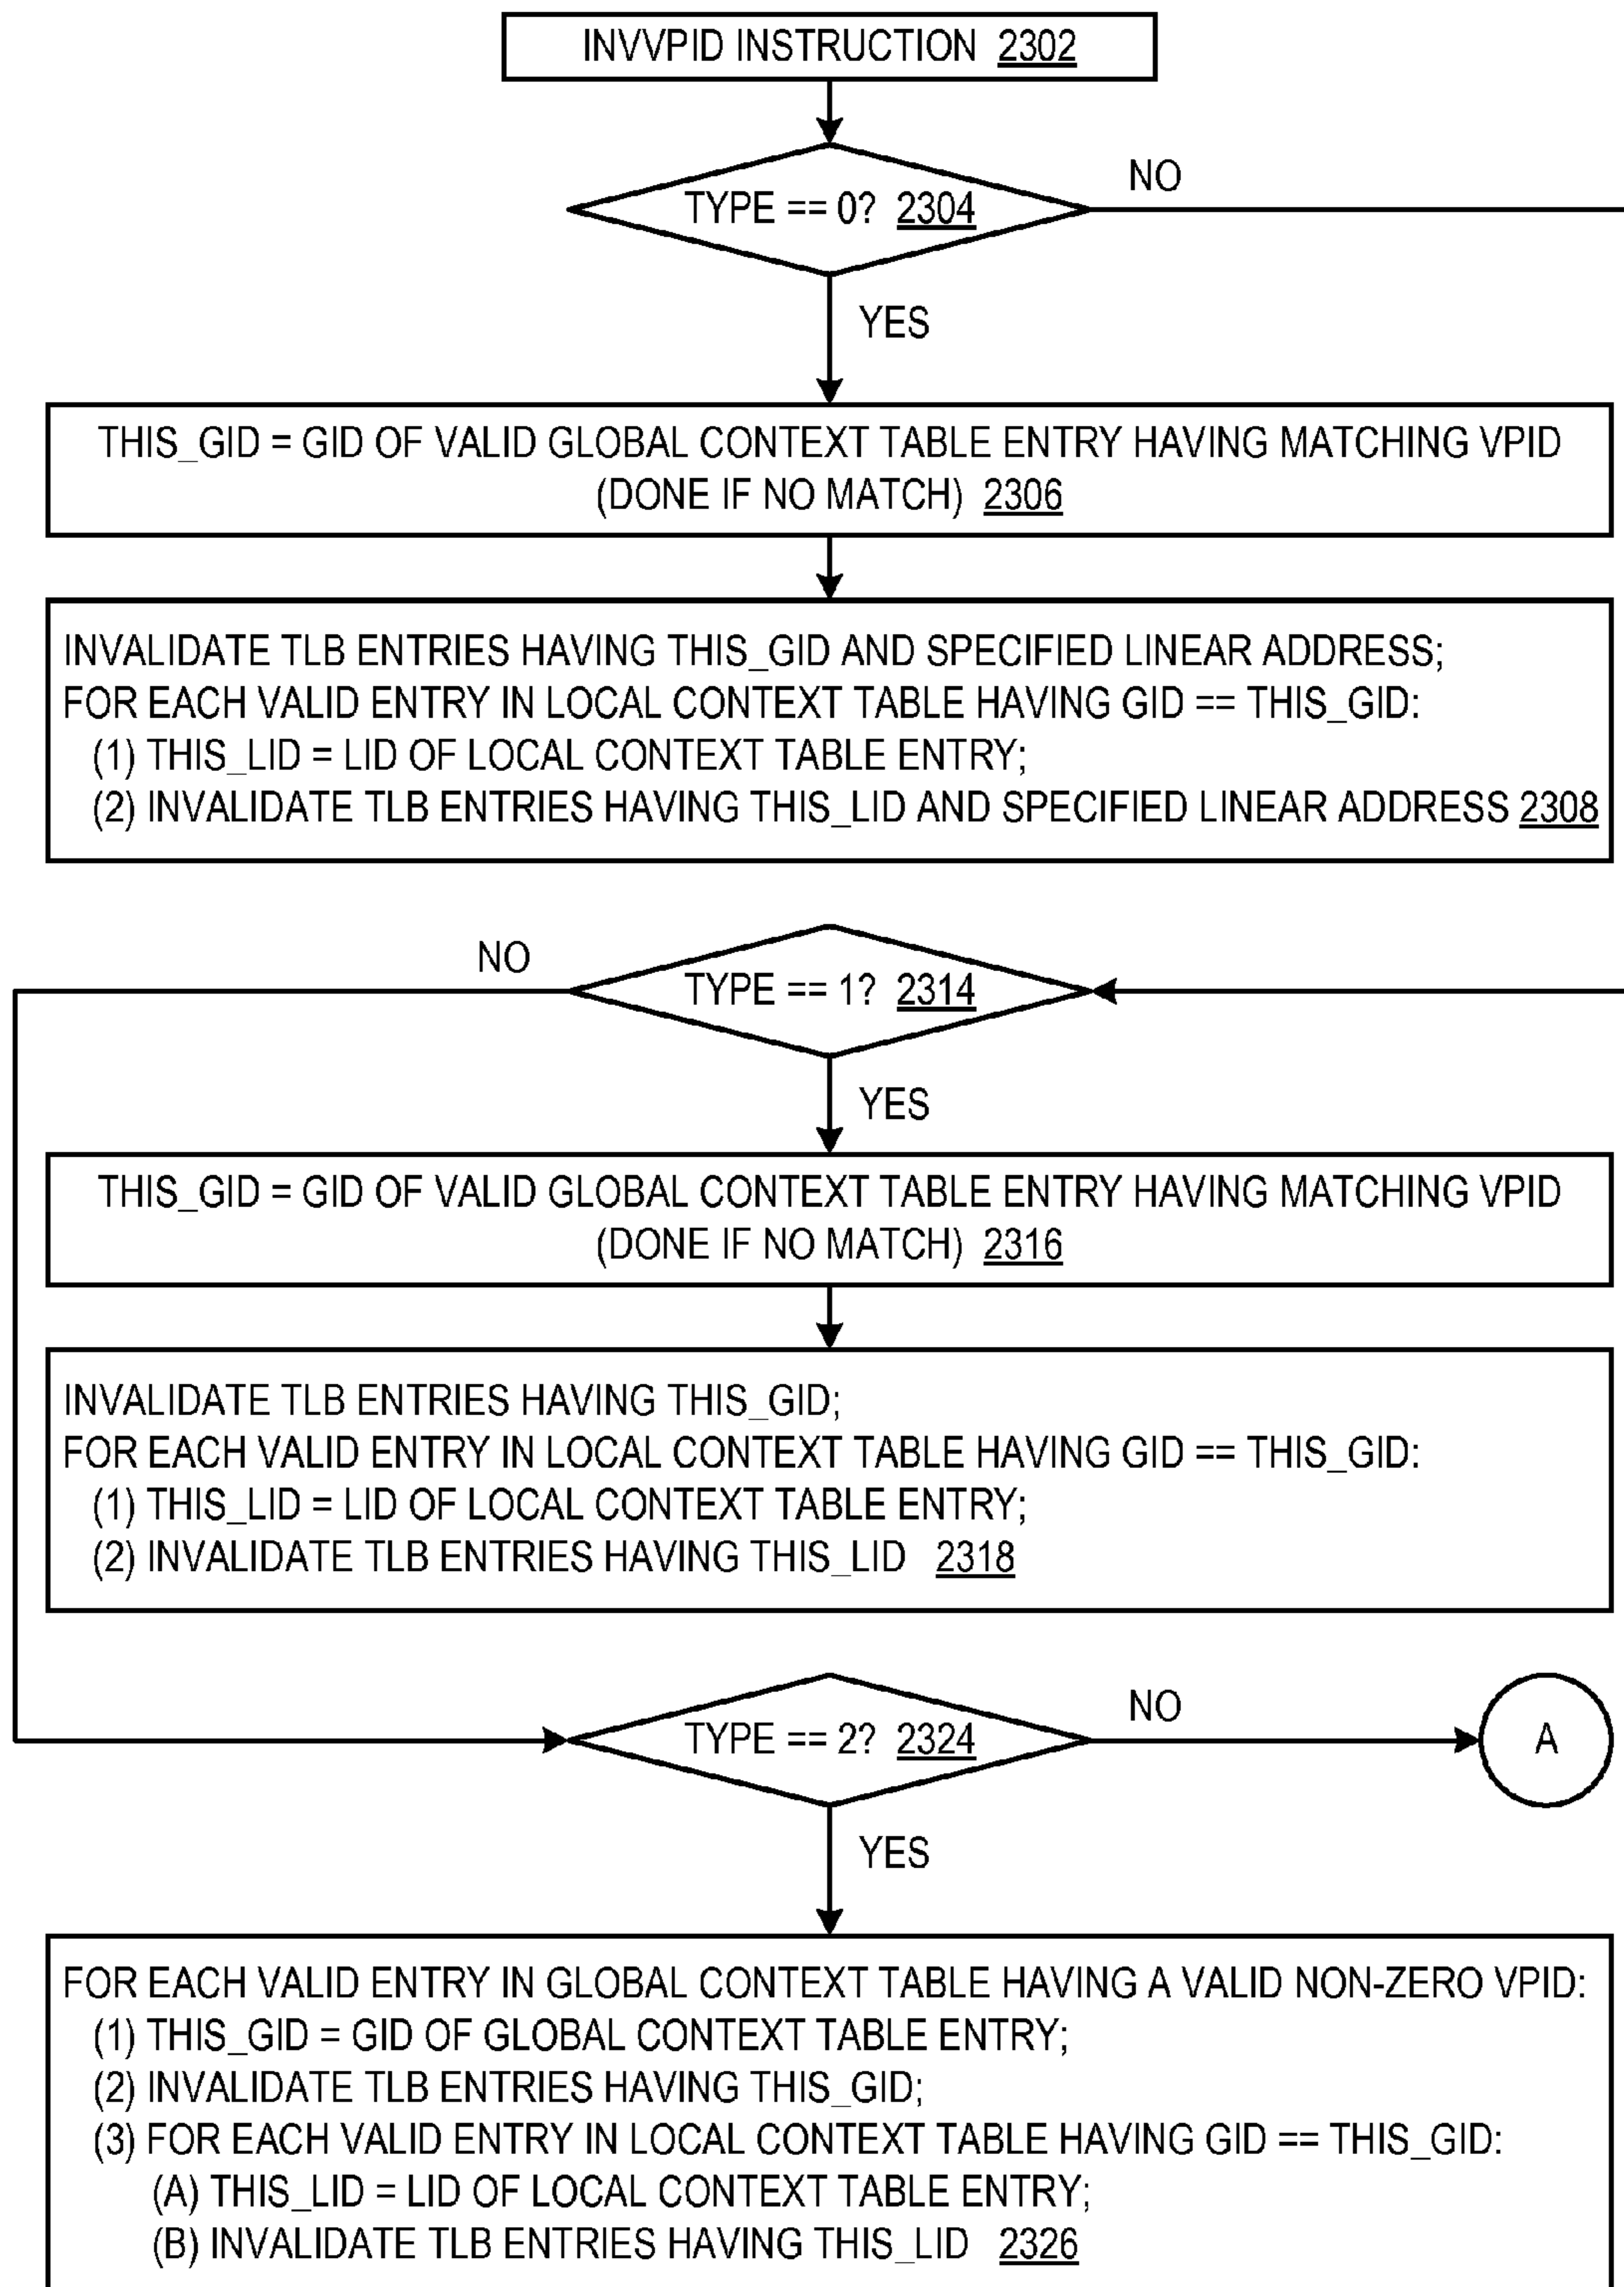 INVVPID INSTRUCTION 2302
TYPE == 0? 2304
NO
YES
THIS_GID = GID OF VALID GLOBAL CONTEXT TABLE ENTRY HAVING MATCHING VPID
(DONE IF NO MATCH) 2306
INVALIDATE TLB ENTRIES HAVING THIS_GID AND SPECIFIED LINEAR ADDRESS;
FOR EACH VALID ENTRY IN LOCAL CONTEXT TABLE HAVING GID == THIS_GID:
(1) THIS_LID = LID OF LOCAL CONTEXT TABLE ENTRY;
(2) INVALIDATE TLB ENTRIES HAVING THIS_LID AND SPECIFIED LINEAR ADDRESS 2308
NO
TYPE == 1? 2314
YES
THIS_GID = GID OF VALID GLOBAL CONTEXT TABLE ENTRY HAVING MATCHING VPID
(DONE IF NO MATCH) 2316
INVALIDATE TLB ENTRIES HAVING THIS_GID;
FOR EACH VALID ENTRY IN LOCAL CONTEXT TABLE HAVING GID == THIS_GID:
(1) THIS_LID = LID OF LOCAL CONTEXT TABLE ENTRY;
(2) INVALIDATE TLB ENTRIES HAVING THIS_LID 2318
TYPE == 2? 2324
NO
A
YES
FOR EACH VALID ENTRY IN GLOBAL CONTEXT TABLE HAVING A VALID NON-ZERO VPID:
(1) THIS_GID = GID OF GLOBAL CONTEXT TABLE ENTRY;
(2) INVALIDATE TLB ENTRIES HAVING THIS_GID;
(3) FOR EACH VALID ENTRY IN LOCAL CONTEXT TABLE HAVING GID == THIS_GID:
(A) THIS_LID = LID OF LOCAL CONTEXT TABLE ENTRY;
(B) INVALIDATE TLB ENTRIES HAVING THIS_LID 2326